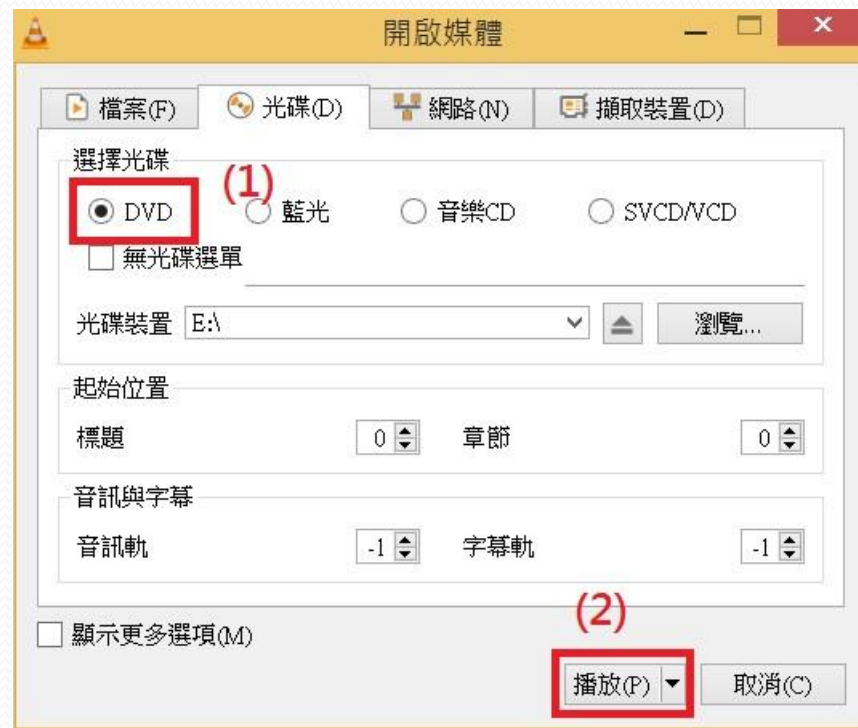 開啟媒體
檔案(F) 光碟(D) 網路(N) 擷取裝置(D)
選擇光碟
(1)
DVD 藍光 音樂CD SVCD/VCD
無光碟選單
光碟裝置 E:\ 瀏覽...
起始位置
標題 0 章節 0
音訊與字幕
音訊軌 -1 字幕軌 -1
(2)
顯示更多選項(M)
播放(P) 取消(C)